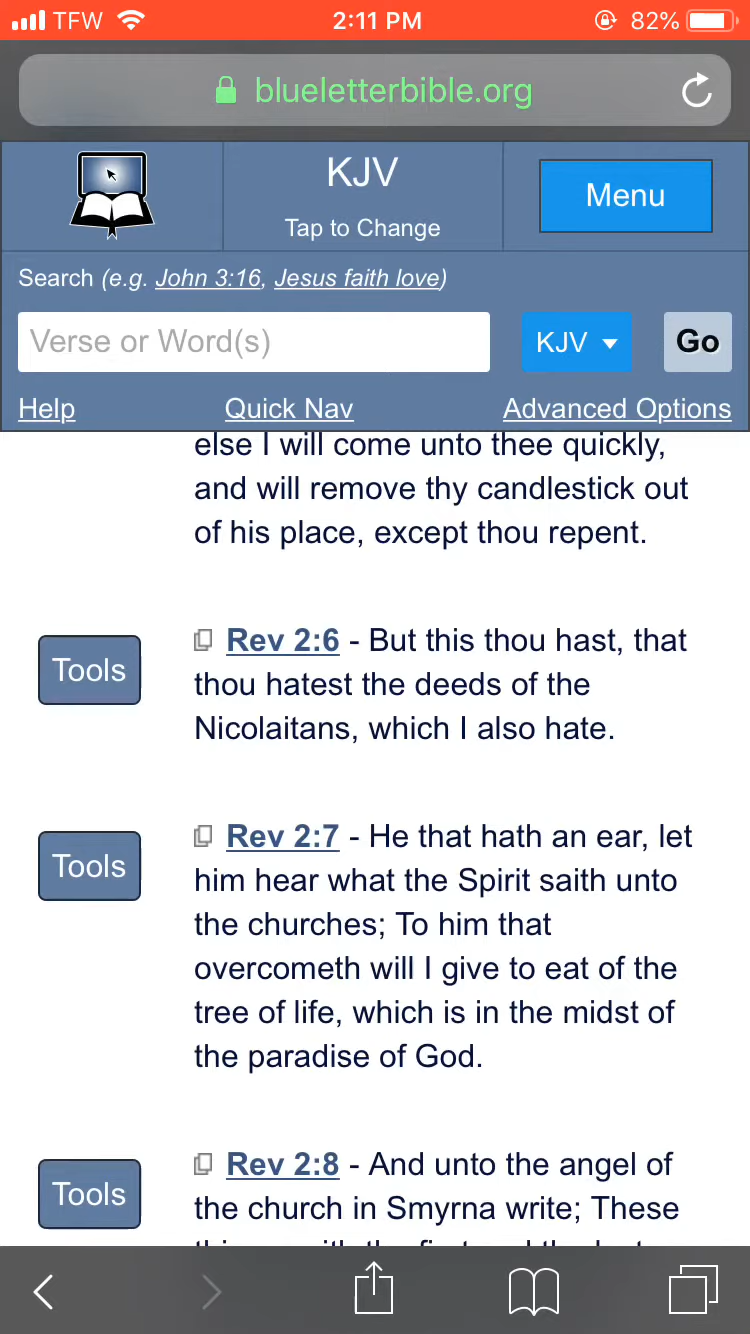 TFW 2:11 PM 82%
blueletterbible.org
KJV
Tap to Change
Menu
Search (e.g. John 3:16, Jesus faith love)
Verse or Word(s) KJV Go
Help Quick Nav Advanced Options
else I will come unto thee quickly,
and will remove thy candlestick out
of his place, except thou repent.
Tools
Rev 2:6 - But this thou hast, that
thou hatest the deeds of the
Nicolaitans, which I also hate.
Tools
Rev 2:7 - He that hath an ear, let
him hear what the Spirit saith unto
the churches; To him that
overcometh will I give to eat of the
tree of life, which is in the midst of
the paradise of God.
Tools
Rev 2:8 - And unto the angel of
the church in Smyrna write; These